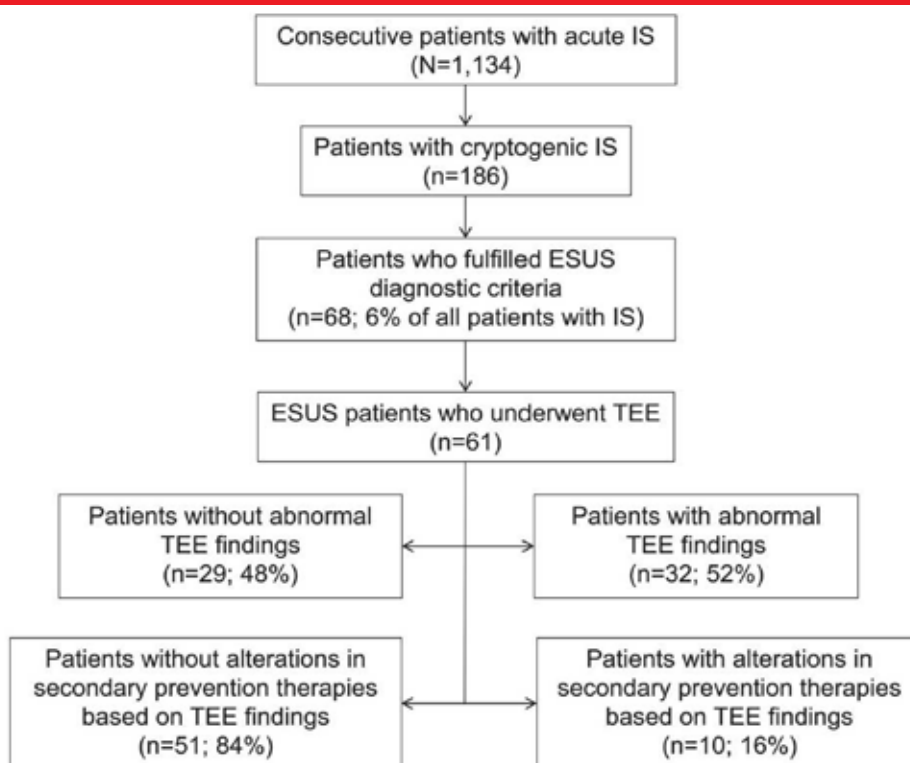 Consecutive patients with acute IS
(N=1,134)
Patients with cryptogenic IS
(n=186)
Patients who fulfilled ESUS
diagnostic criteria
(n=68; 6% of all patients with IS)
ESUS patients who underwent TEE
(n=61)
Patients without abnormal
TEE findings
(n=29; 48%)
Patients with abnormal
TEE findings
(n=32; 52%)
Patients without alterations in
secondary prevention therapies
based on TEE findings
(n=51; 84%)
Patients with alterations in
secondary prevention therapies
based on TEE findings
(n=10; 16%)